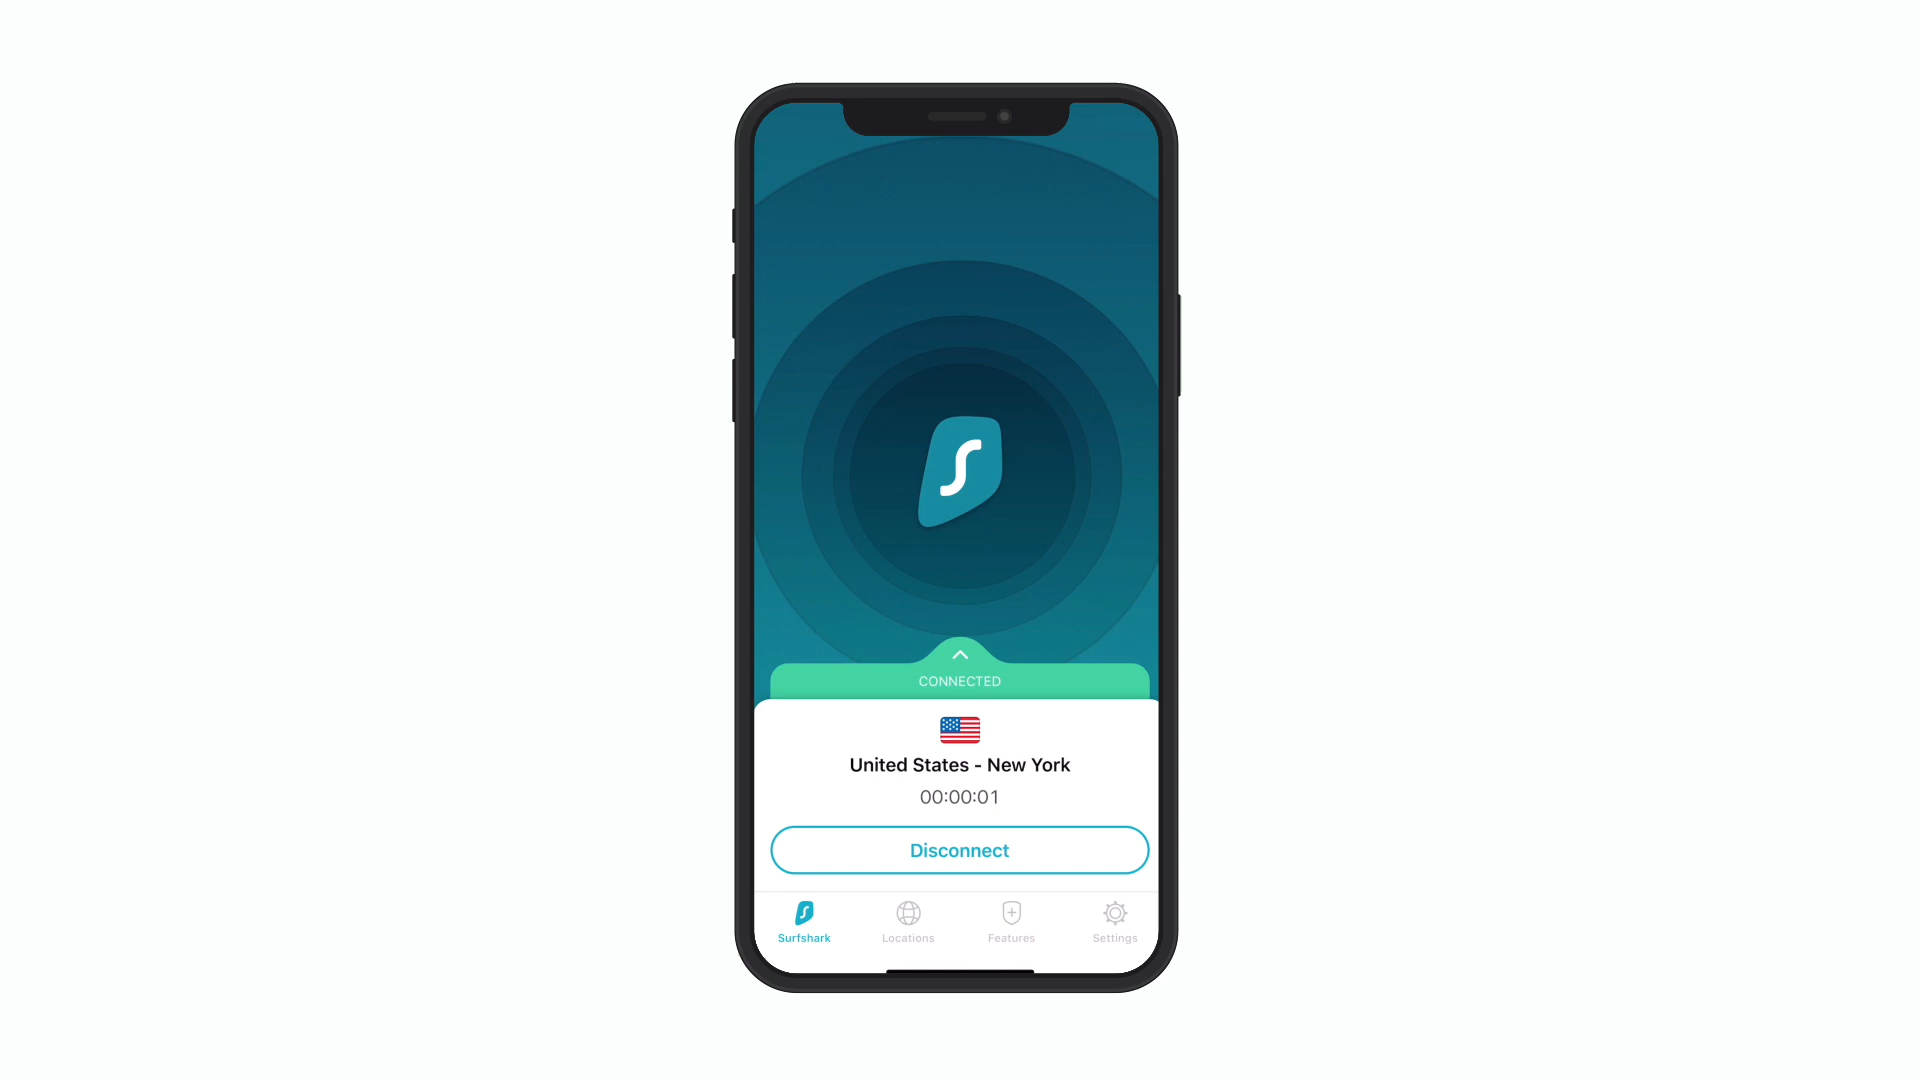 CONNECTED
United States - New York
00:00:01
Disconnect
Surfshark
Locations
Features
Settings